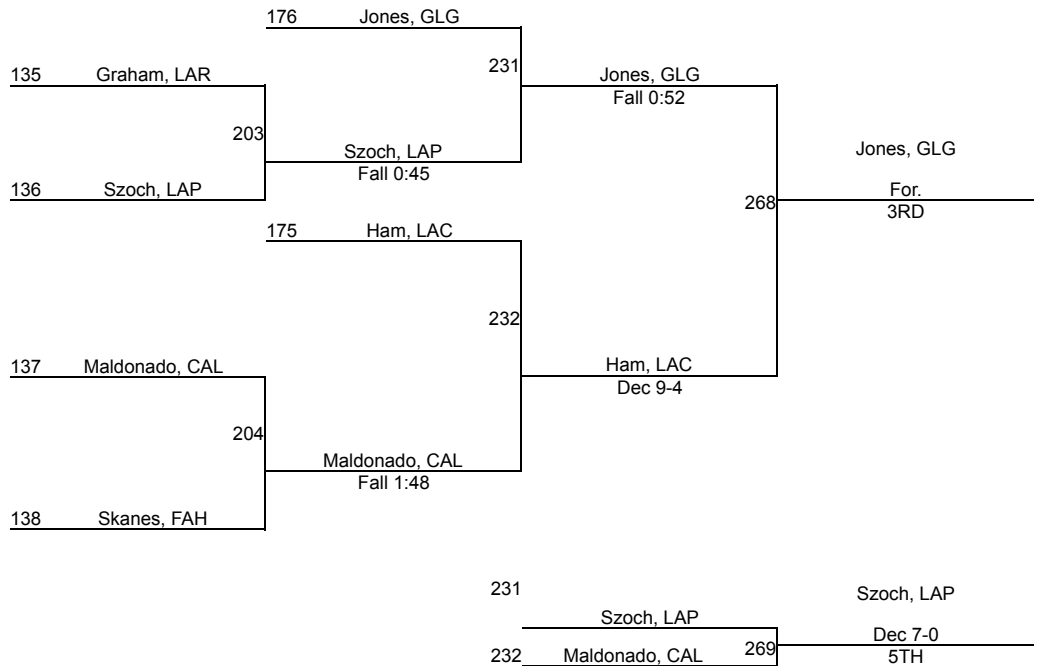 176 Jones, GLG
231
135 Graham, LAR
Jones, GLG
Fall 0:52
203
Szoch, LAP
Fall 0:45
Jones, GLG
136 Szoch, LAP
268
For.
3RD
175 Ham, LAC
232
137 Maldonado, CAL
Ham, LAC
Dec 9-4
204
Maldonado, CAL
Fall 1:48
138 Skanes, FAH
231
Szoch, LAP
Szoch, LAP
Dec 7-0
232 Maldonado, CAL
269
5TH